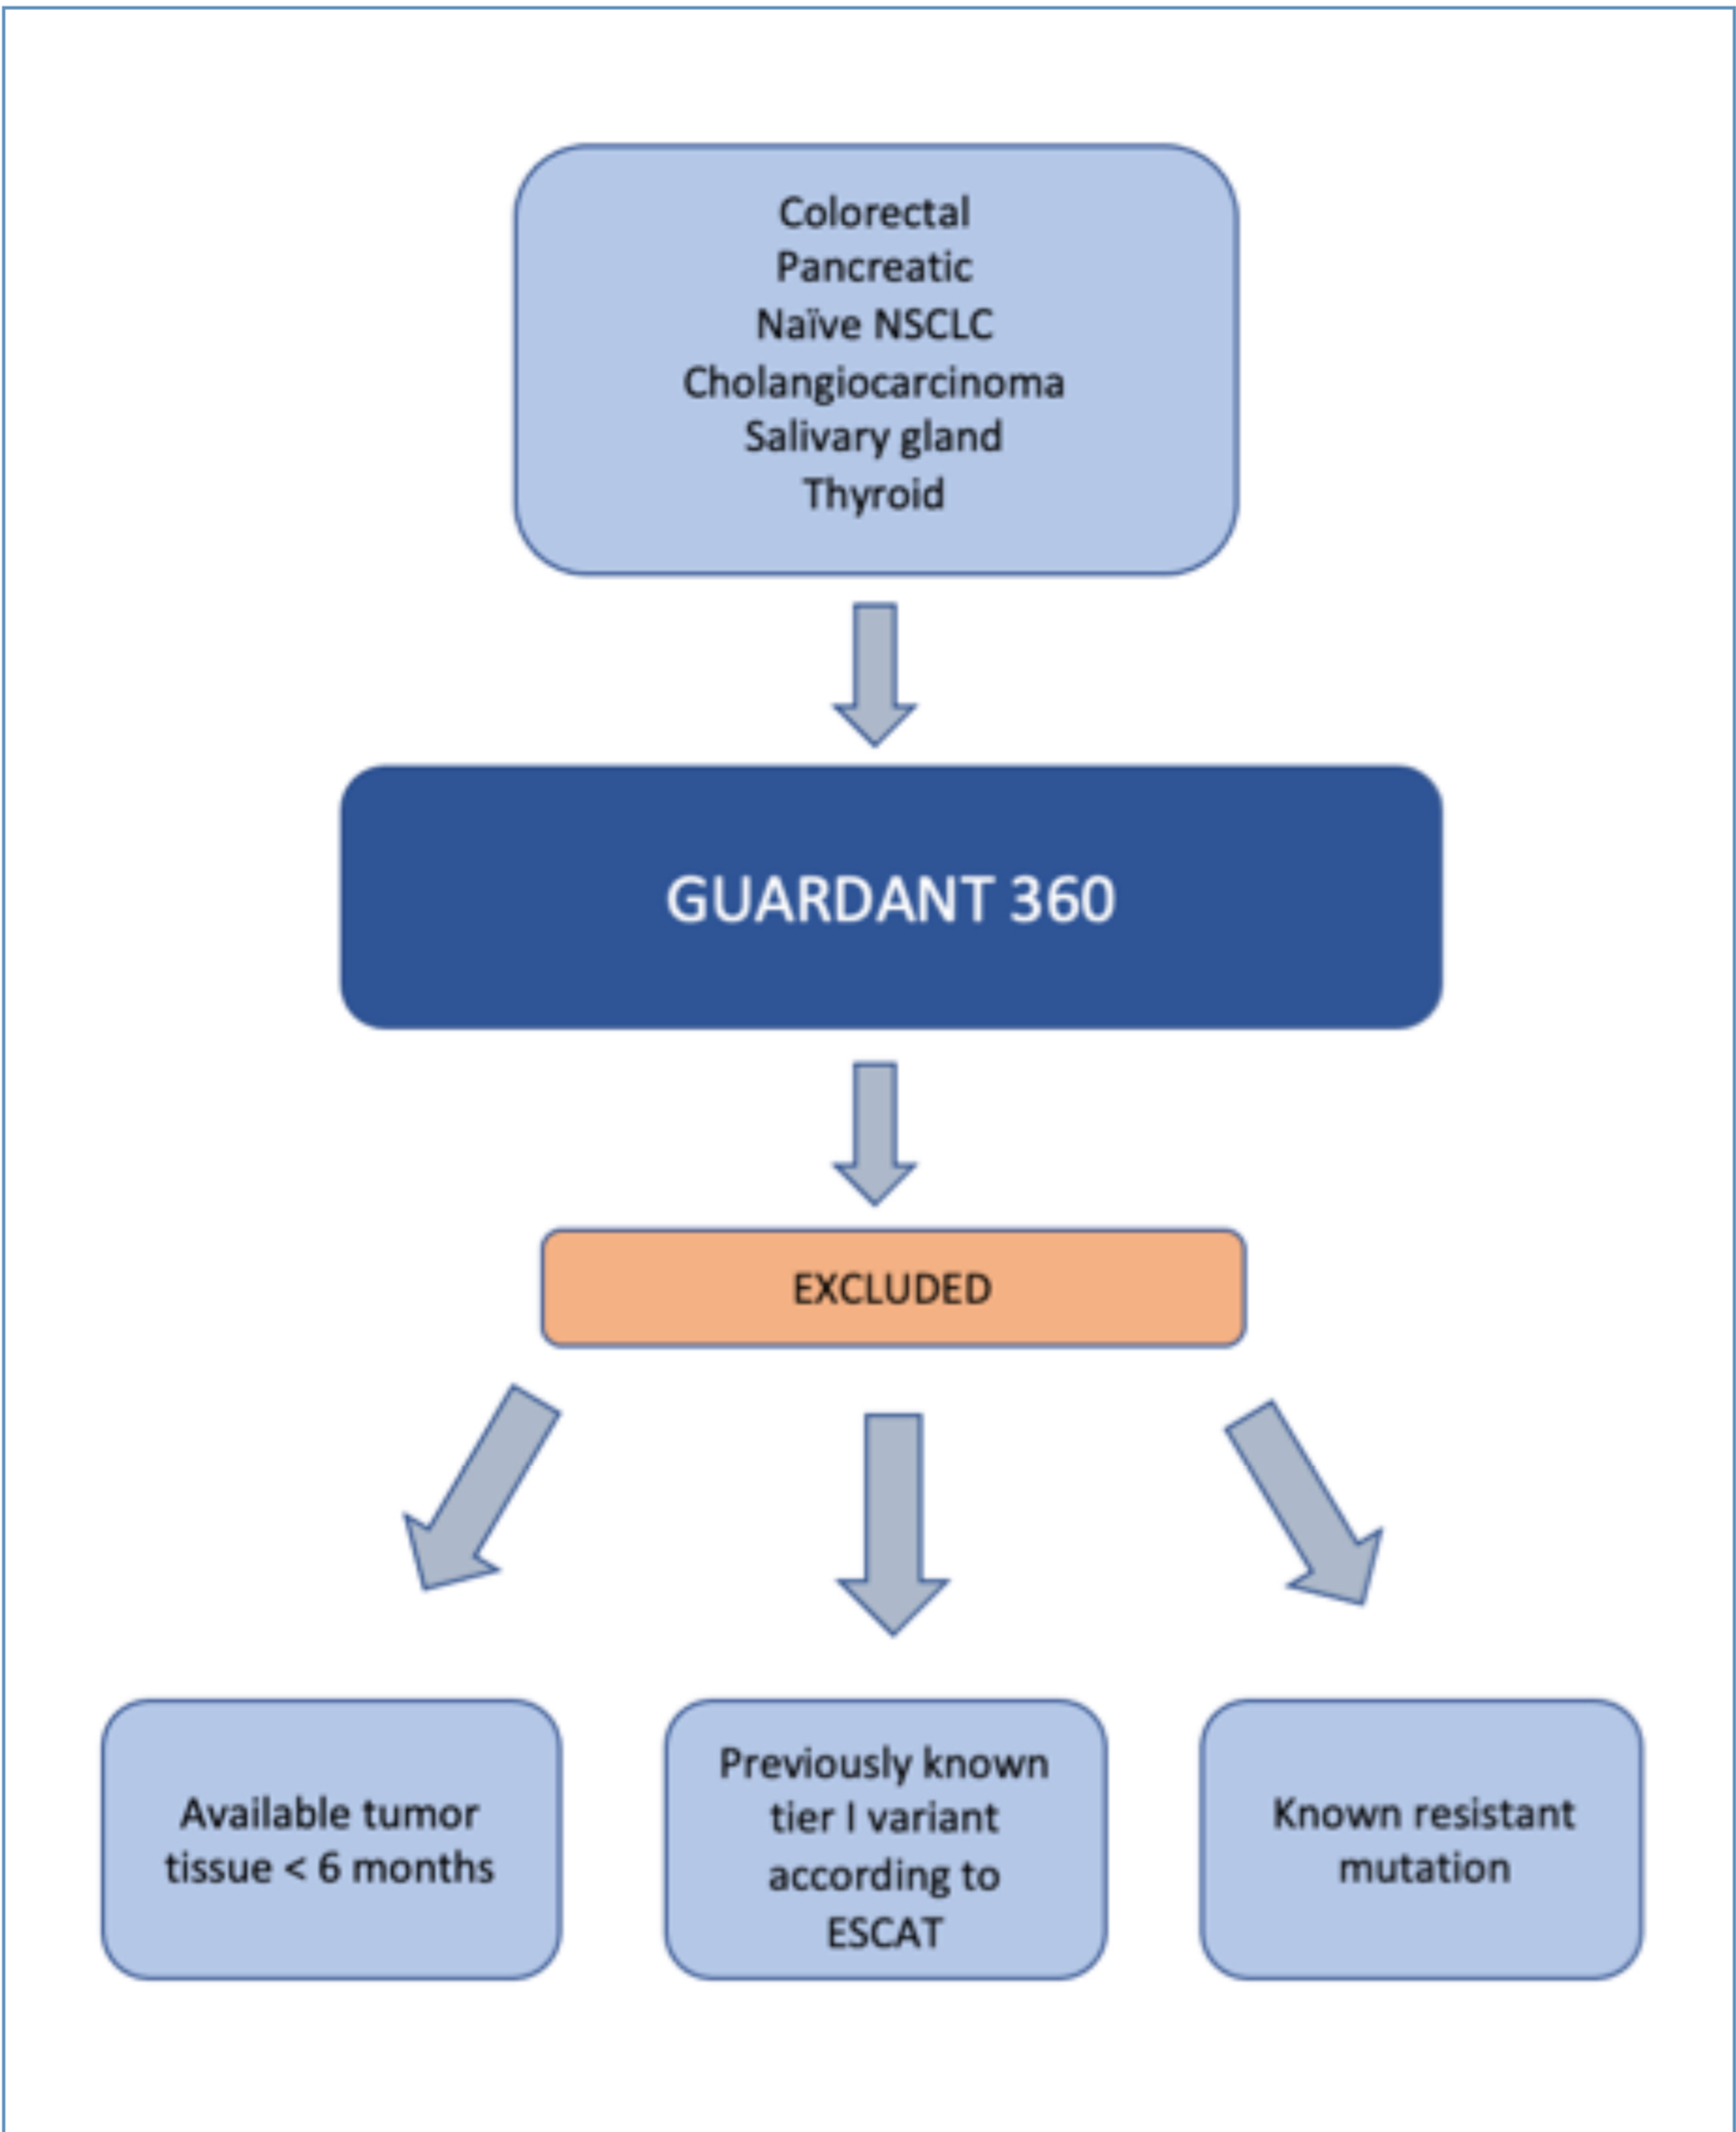 Colorectal
Pancreatic
Naïve NSCLC
Cholangiocarcinoma
Salivary gland
Thyroid
GUARDANT 360
EXCLUDED
Available tumor
tissue < 6 months
Previously known
tier I variant
according to
ESCAT
Known resistant
mutation